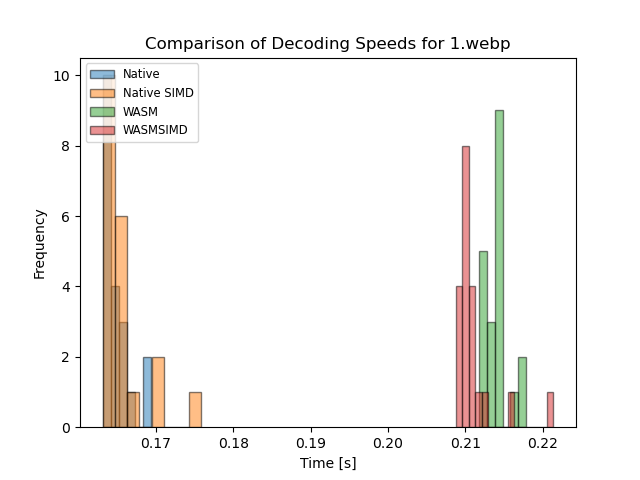 Comparison of Decoding Speeds for 1.webp
Native
Native SIMD
WASM
WASMSIMD
Frequency
10
8
6
4
2
0
0.17 0.18 0.19 0.20 0.21 0.22
Time [s]